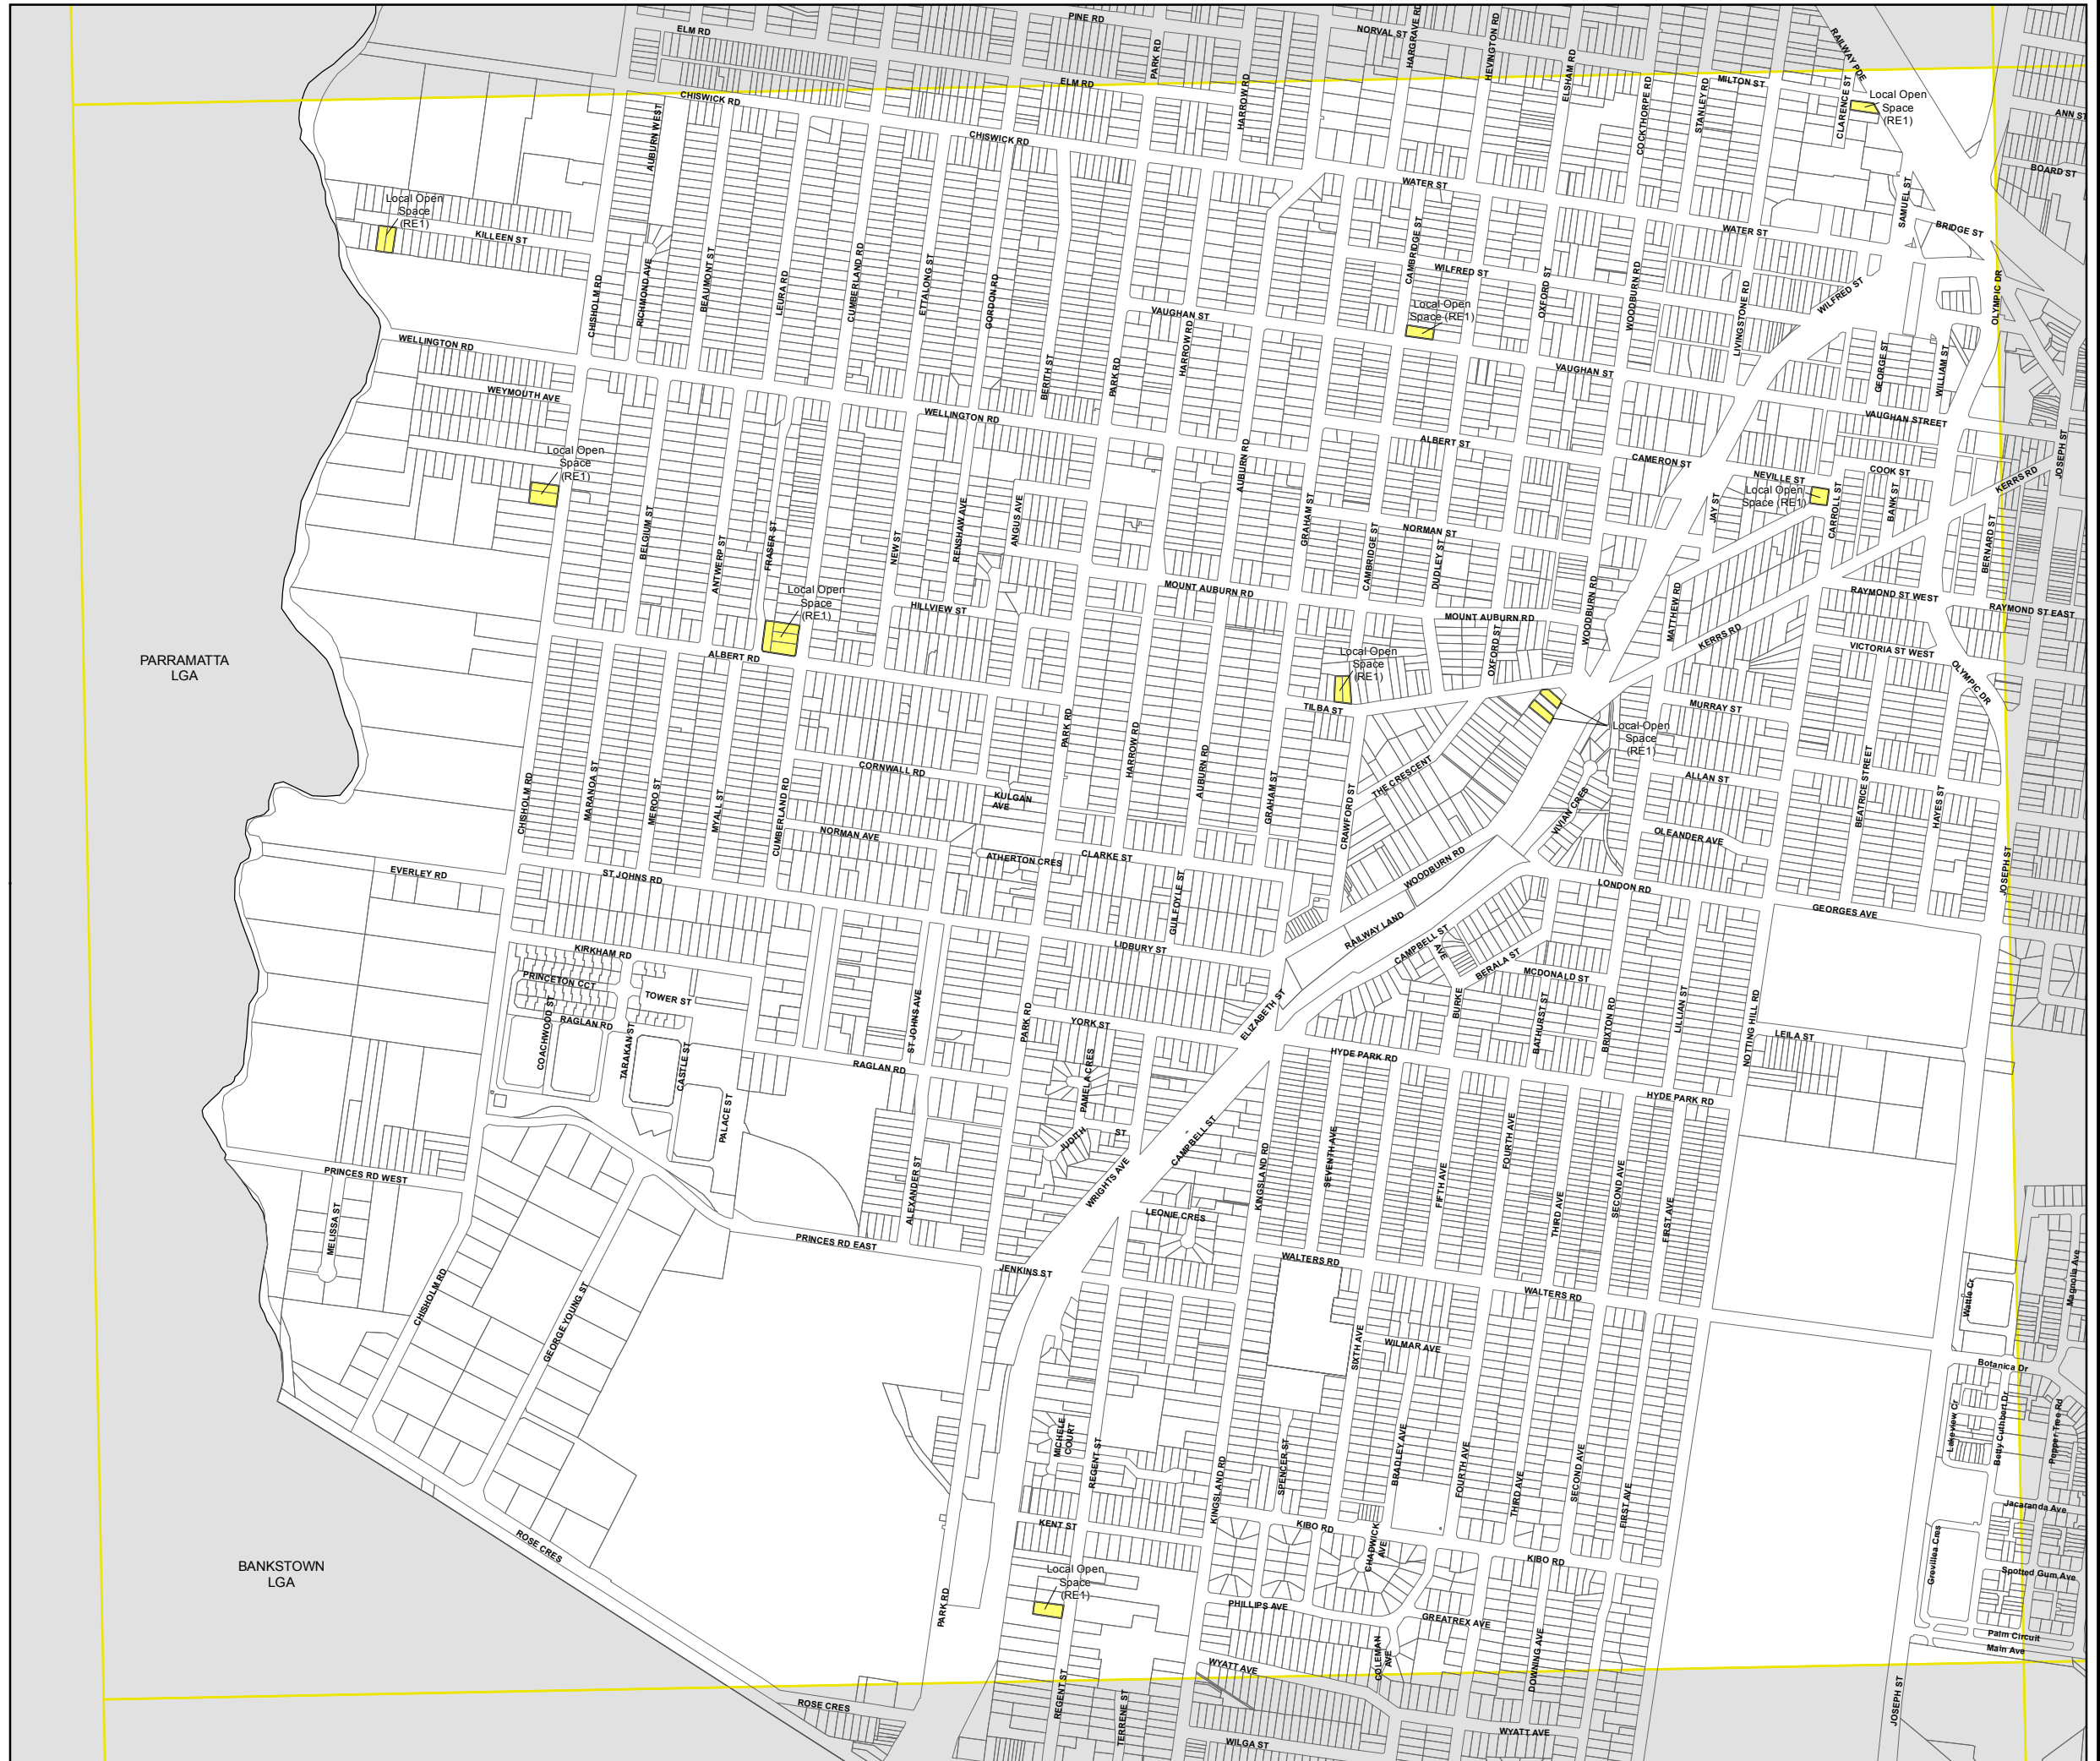 PINE RD
ELM RD
NORVAL ST
HARGRAVE RD
HEVINGTON RD
RAILWAY PDE
PARK RD
ELM RD
HARROW RD
ELSHAM RD
COCKTHORPE RD
STANLEY RD
MILTON ST
CLARENCE ST
Local Open
Space
(RE1)
ANN ST
CHISWICK RD
AUBURN WEST
CHISWICK RD
BOARD ST
WATER ST
SAMUEL ST
Local Open
Space
(RE1)
KILLEEN ST
CAMBRIDGE ST
WATER ST
BRIDGE ST
CHISHOLM RD
RICHMOND AVE
BEAUMONT ST
LEURA RD
CUMBERLAND RD
ETTALONG ST
GORDON RD
WILFRED ST
OXFORD ST
WOODBURN RD
LIVINGSTONE RD
WILFRED ST
OLYMPIC DR
Local Open
Space (RE1)
VAUGHAN ST
HARROW RD
WELLINGTON RD
BERITH ST
PARK RD
VAUGHAN ST
GEORGE ST
WILLIAM ST
WEYMOUTH AVE
WELLINGTON RD
VAUGHAN STREET
JOSEPH ST
Local Open
Space
(RE1)
AUBURN RD
ALBERT ST
CAMERON ST
NEVILLE ST
COOK ST
KERRS RD
Local Open
Space (RE1)
JAY ST
CARROLL ST
BANK ST
BELGIUM ST
ANTWERP ST
FRASER ST
NEW ST
RENSHAW AVE
ANGUS AVE
GRAHAM ST
CAMBRIDGE ST
NORMAN ST
DUDLEY ST
BERNARD ST
Local Open
Space
(RE1)
HILLVIEW ST
MOUNT AUBURN RD
MOUNT AUBURN RD
WOODBURN RD
MATTHEW RD
RAYMOND ST WEST
RAYMOND ST EAST
PARRAMATTA
LGA
ALBERT RD
Local Open
Space
(RE1)
OXFORD ST
KERRS RD
VICTORIA ST WEST
OLYMPIC DR
TILBA ST
MURRAY ST
Local Open
Space
(RE1)
PARK RD
HARROW RD
AUBURN RD
GRAHAM ST
CRAWFORD ST
THE CRESCENT
CORNWALL RD
KULGAN
AVE
ALLAN ST
BEATRICE STREET
HAYES ST
CHISHOLM RD
MARANOA ST
MEROO ST
MYALL ST
CUMBERLAND RD
NORMAN AVE
VIVIAN CRES
OLEANDER AVE
ATHERTON CRES
CLARKE ST
EVERLEY RD
ST JOHNS RD
GUILFOYLE ST
WOODBURN RD
LONDON RD
GEORGES AVE
JOSEPH ST
RAILWAY LAND
LIDBURY ST
CAMPBELL ST
AVE
BURKE
BERALA ST
MCDONALD ST
KIRKHAM RD
PRINCETON CCT
TOWER ST
COACHWOOD ST
RAGLAN RD
TARAKAN ST
CASTLE ST
PALACE ST
ST JOHNS AVE
PARK RD
YORK ST
PAMELA CRES
ELIZABETH ST
HYDE PARK RD
BATHURST ST
BRIXTON RD
LILLIAN ST
NOTTING HILL RD
LEILA ST
RAGLAN RD
HYDE PARK RD
JUDITH
ST
CAMPBELL ST
WRIGHTS AVE
PRINCES RD WEST
MELISSA ST
ALEXANDER ST
KINGSLAND RD
SEVENTH AVE
FIFTH AVE
FOURTH AVE
THIRD AVE
SECOND AVE
FIRST AVE
LEONIE CRES
PRINCES RD EAST
JENKINS ST
WALTERS RD
WALTERS RD
Wattle Cr
Magnolia Ave
CHISHOLM RD
GEORGE YOUNG ST
SIXTH AVE
WILMAR AVE
Botanica Dr
Lakeview Cr
Betty Cuthbert Dr
Pepper Tree Rd
MICHELE
COURT
REGENT ST
KINGSLAND RD
SPENCER ST
BRADLEY AVE
FOURTH AVE
THIRD AVE
SECOND AVE
FIRST AVE
Jacaranda Ave
ROSE CRES
KENT ST
KIBO RD
CHADWICK
AVE
KIBO RD
Grevillea Cres
Spotted Gum Ave
BANKSTOWN
LGA
Local Open
Space
(RE1)
PARK RD
PHILLIPS AVE
GREATREX AVE
Palm Circuit
Main Ave
COLEMAN
AVE
DOWNING AVE
WYATT AVE
ROSE CRES
REGENT ST
TERRENE ST
WYATT AVE
WILGA ST
JOSEPH ST